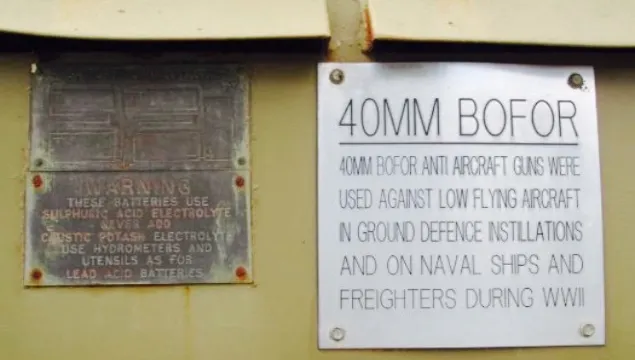 WARNING
THESE BATTERIES USE
SULPHURIC ACID ELECTROLYTE
NEVER ADD
CAUSTIC POTASH ELECTROLYTE
USE HYDROMETERS AND
UTENSILS AS FOR
LEAD ACID BATTERIES
40MM BOFOR
40MM BOFOR ANTI AIRCRAFT GUNS WERE
USED AGAINST LOW FLYING AIRCRAFT
IN GROUND DEFENCE INSTILLATIONS
AND ON NAVAL SHIPS AND
FREIGHTERS DURING WWII